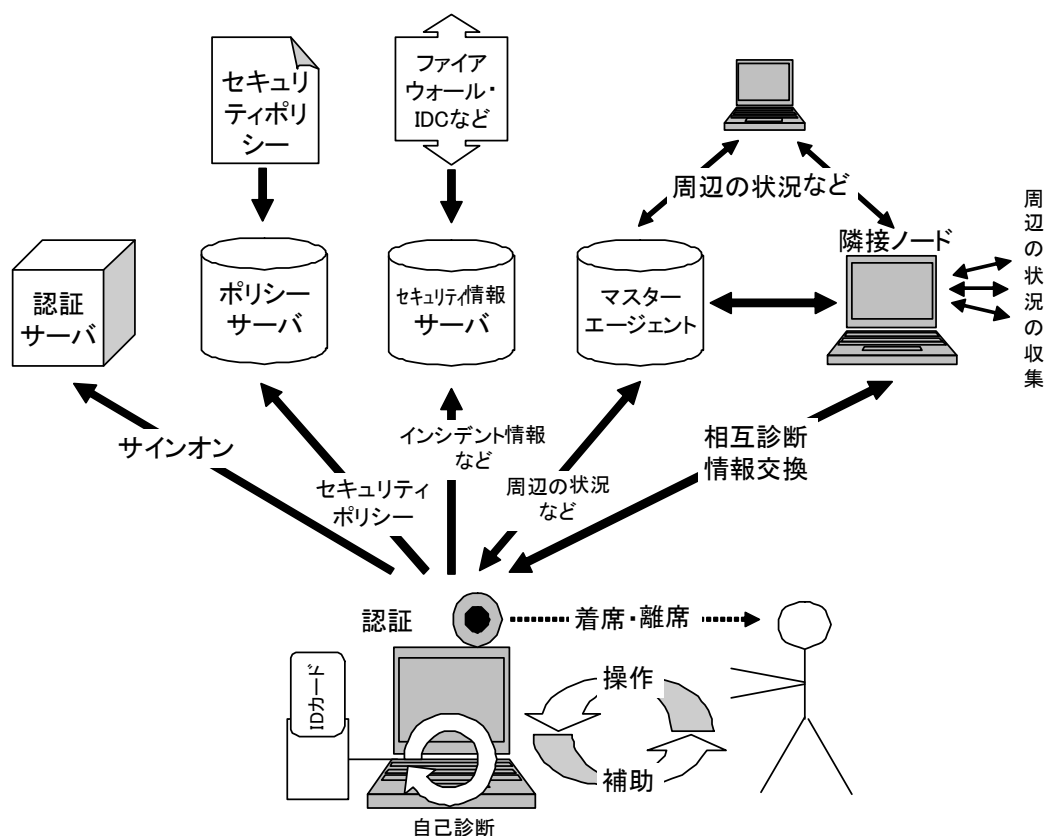 セキュリ
ティポリ
シー
ファイア
ウォール・
IDCなど
周辺の状況など
隣接ノード
周辺の状況の収集
認証
サーバ
ポリシー
サーバ
セキュリティ情報
サーバ
マスター
エージェント
サインオン
セキュリティ
ポリシー
インシデント情報
など
周辺の状況
など
相互診断
情報交換
認証
着席・離席
IDカード
操作
補助
自己診断